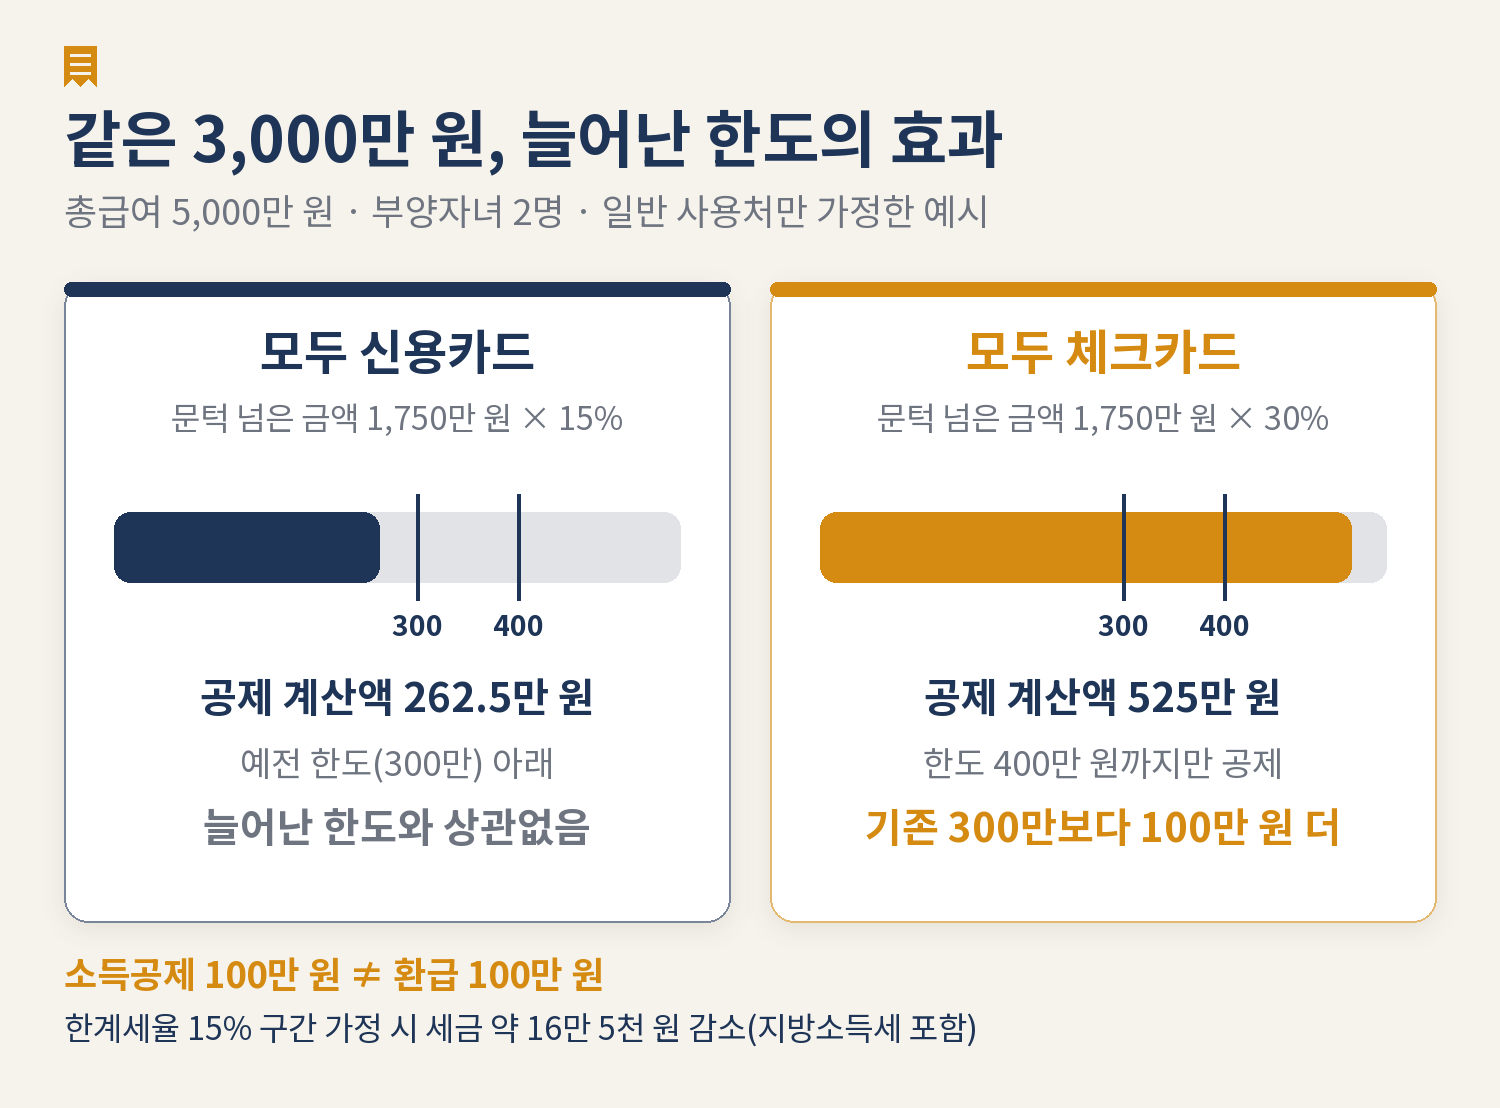 같은 3,000만 원, 늘어난 한도의 효과
총급여 5,000만 원 · 부양자녀 2명 · 일반 사용처만 가정한 예시
모두 신용카드
문턱 넘은 금액 1,750만 원 × 15%
300 400
공제 계산액 262.5만 원
예전 한도(300만) 아래
늘어난 한도와 상관없음
모두 체크카드
문턱 넘은 금액 1,750만 원 × 30%
300 400
공제 계산액 525만 원
한도 400만 원까지만 공제
기존 300만보다 100만 원 더
소득공제 100만 원 ≠ 환급 100만 원
한계세율 15% 구간 가정 시 세금 약 16만 5천 원 감소(지방소득세 포함)